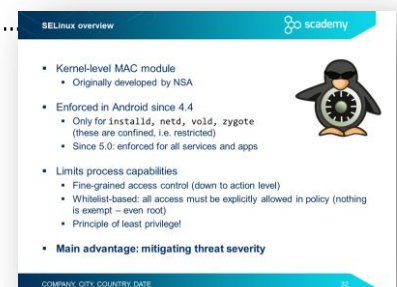 SELinux overview
scademy
▪ Kernel-level MAC module
▪ Originally developed by NSA
▪ Enforced in Android since 4.4
▪ Only for installd, netd, vold, zygote
(these are confined, i.e. restricted)
▪ Since 5.0: enforced for all services and apps
▪ Limits process capabilities
▪ Fine-grained access control (down to action level)
▪ Whitelist-based: all access must be explicitly allowed in policy (nothing
is exempt – even root)
▪ Principle of least privilege!
▪ Main advantage: mitigating threat severity
COMPANY, CITY, COUNTRY, DATE
32